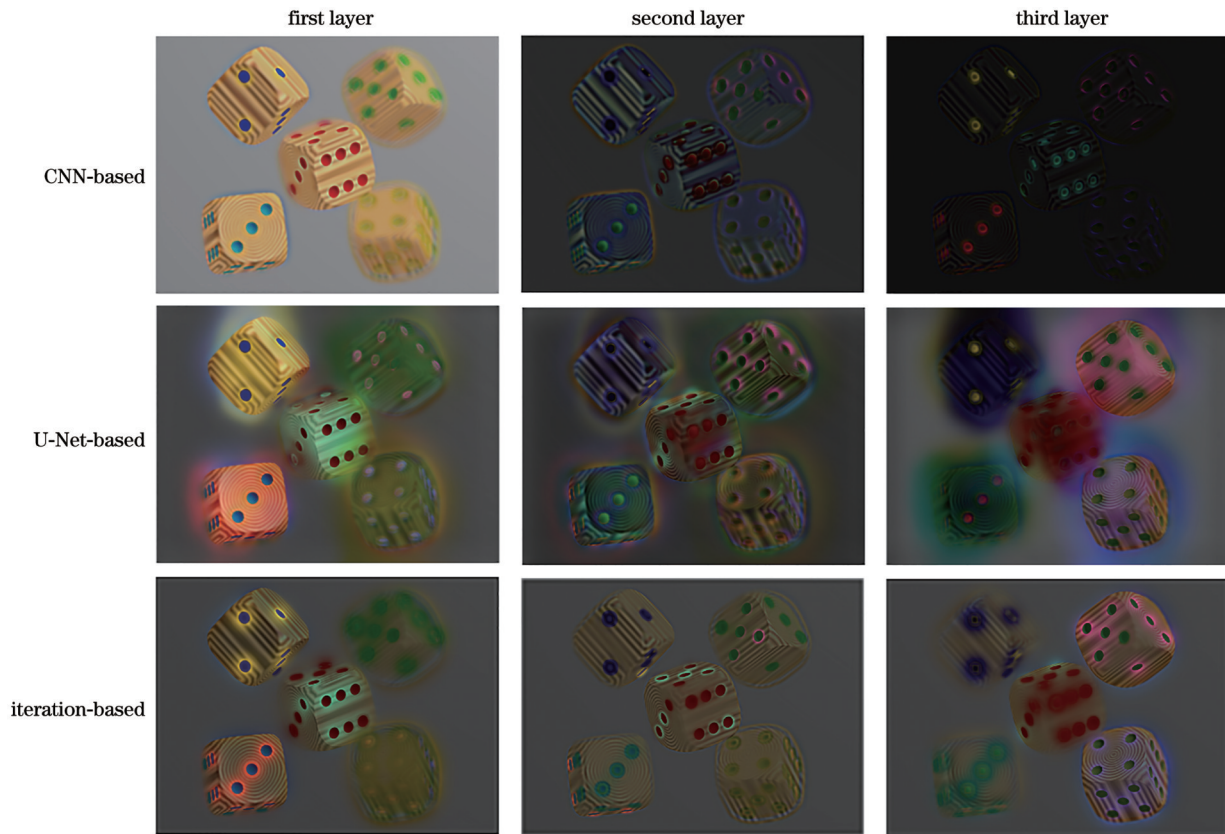 first layer
second layer
third layer
CNN-based
U-Net-based
iteration-based